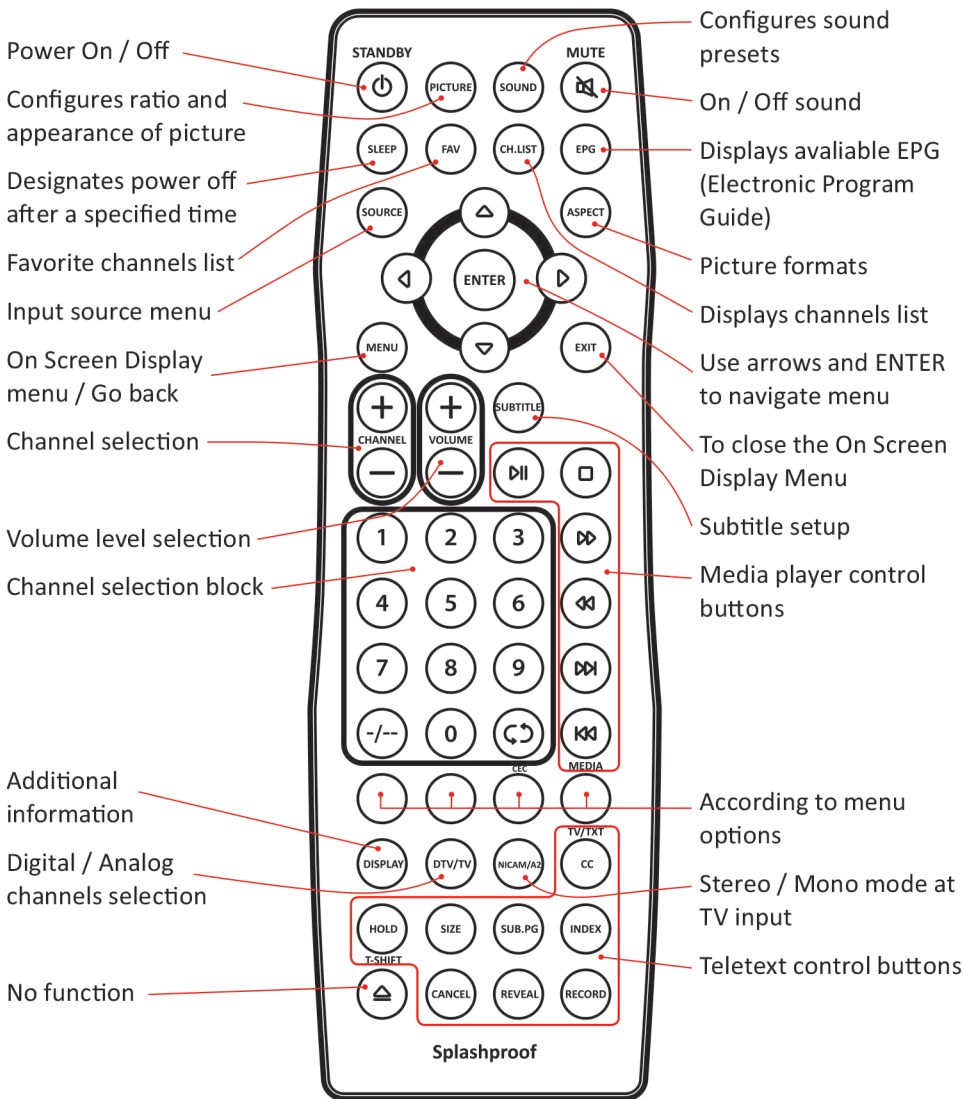 Power On / Off
Configures ratio and
appearance of picture
Designates power off
after a specified time
Favorite channels list
Input source menu
On Screen Display
menu / Go back
Channel selection
Volume level selection
Channel selection block
Additional
information
Digital / Analog
channels selection
No function
STANDBY
MUTE
PICTURE
SOUND
SLEEP
FAV
CH.LIST
EPG
SOURCE
ASPECT
ENTER
MENU
EXIT
+
+
SUBTITLE
CHANNEL
VOLUME
—
—
1
2
3
4
5
6
7
8
9
-/--
0
CEC
MEDIA
TV/TXT
DISPLAY
DTV/TV
NICAM/A2
CC
HOLD
SIZE
SUB.PG
INDEX
T-SHIFT
CANCEL
REVEAL
RECORD
Splashproof
Configures sound
presets
On / Off sound
Displays avaliable EPG
(Electronic Program
Guide)
Picture formats
Displays channels list
Use arrows and ENTER
to navigate menu
To close the On Screen
Display Menu
Subtitle setup
Media player control
buttons
According to menu
options
Stereo / Mono mode at
TV input
Teletext control buttons